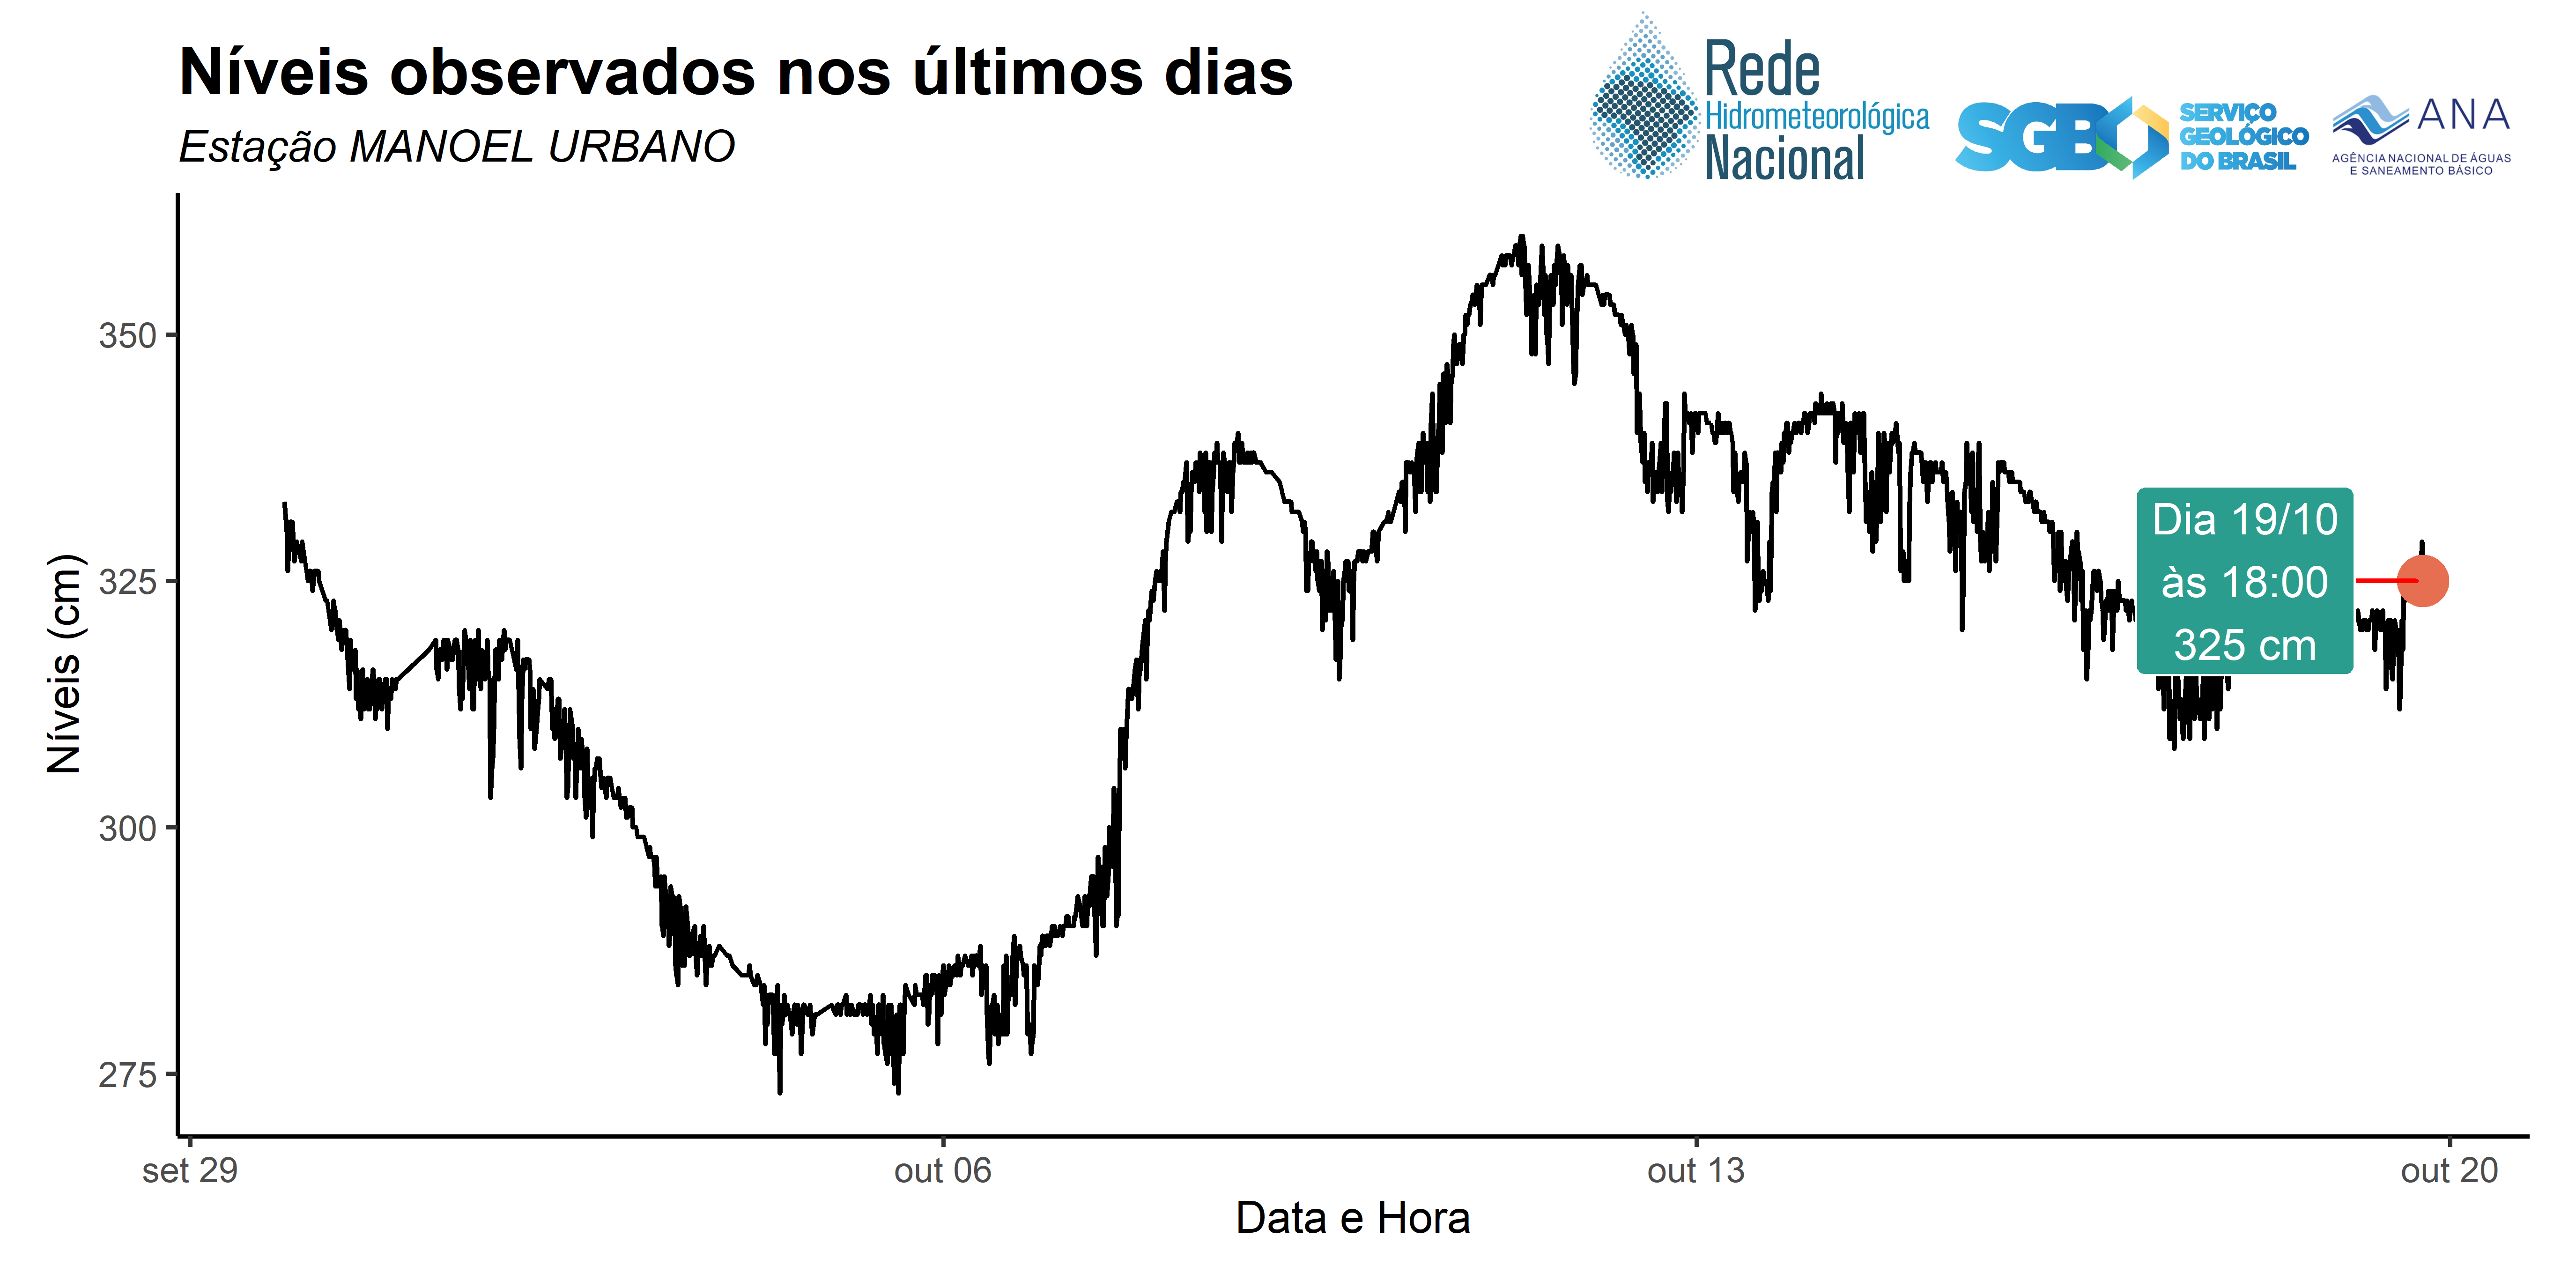 Níveis observados nos últimos dias
Estação MANOEL URBANO
Rede
Hidrometeorológica
Nacional
SGB
SERVIÇO
GEOLÓGICO
DO BRASIL
ANA
AGÊNCIA NACIONAL DE ÁGUAS
E SANEAMENTO BÁSICO
Níveis (cm)
350
325
300
275
Dia 19/10
às 18:00
325 cm
set 29
out 06
out 13
out 20
Data e Hora